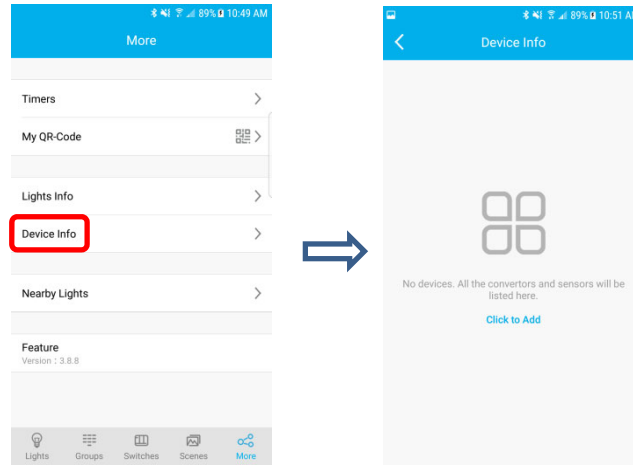 89% 10:49 AM
More
Timers
My QR-Code
Lights Info
Device Info
Nearby Lights
Feature
Version : 3.8.8
Lights Groups Switches Scenes More
89% 10:51 AM
Device Info
No devices. All the convertors and sensors will be
listed here.
Click to Add